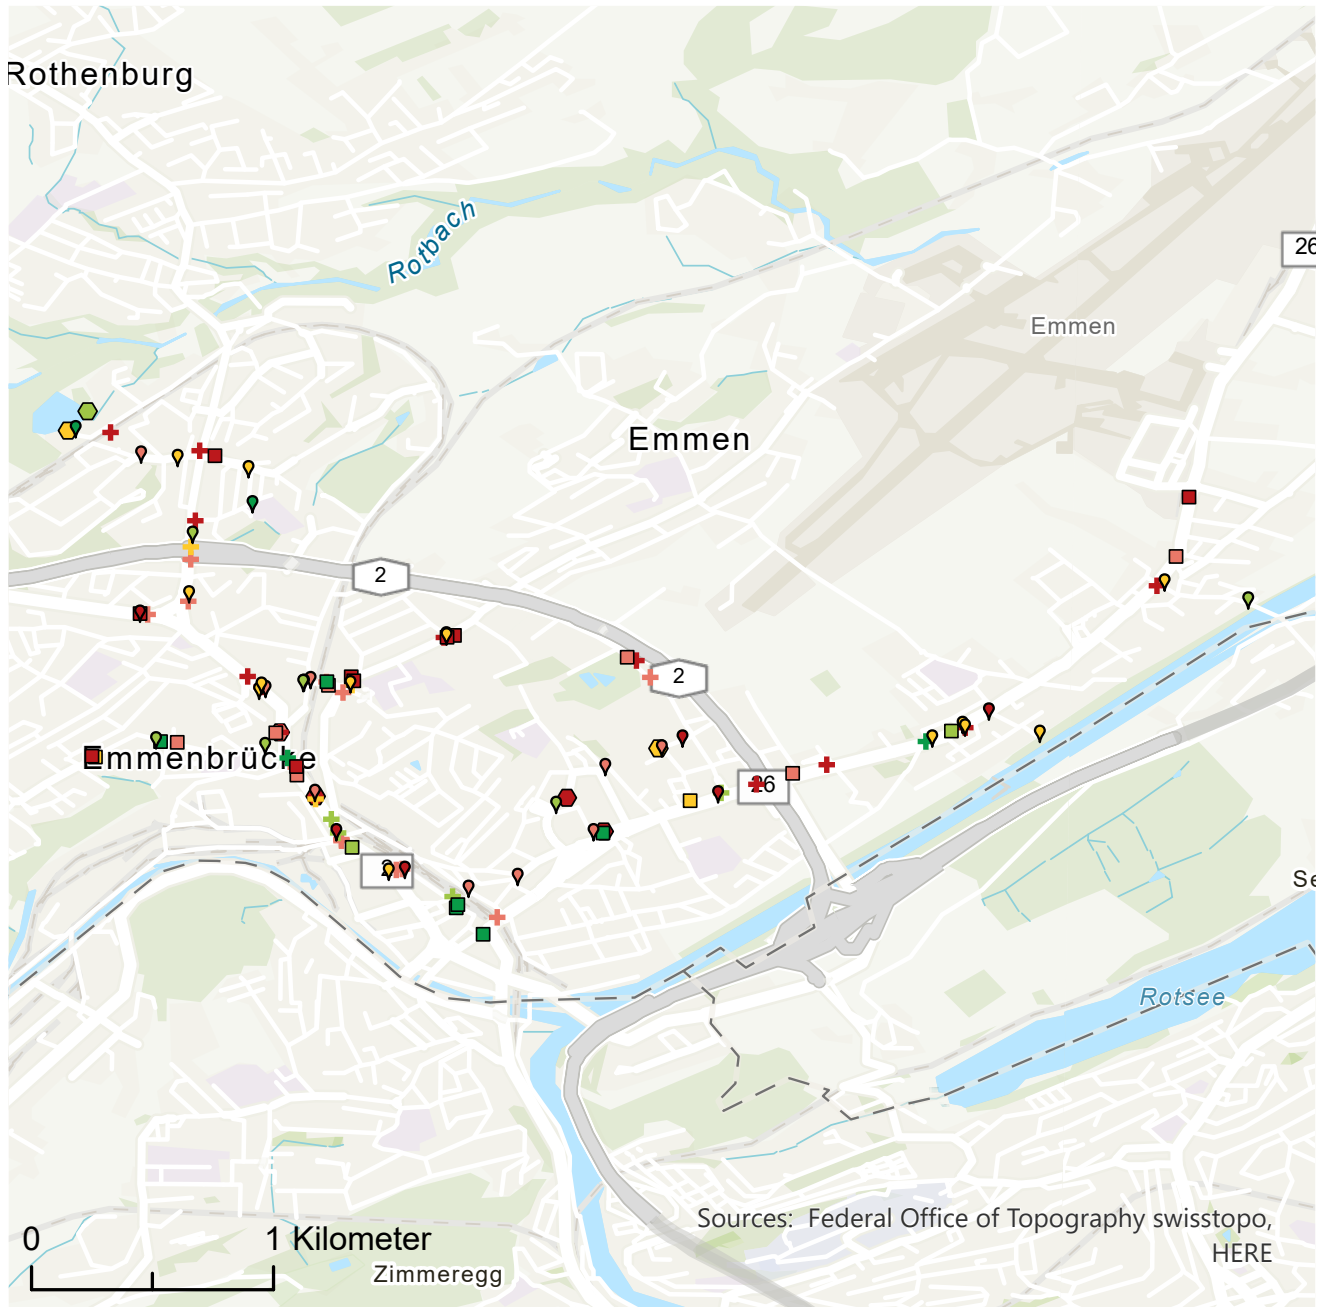 Rothenburg
Rotbach
26
Emmen
Emmen
2
2
Emmenbrücke
26
2
Se
Rotsee
Sources: Federal Office of Topography swisstopo,
HERE
0 1 Kilometer
Zimmeregg